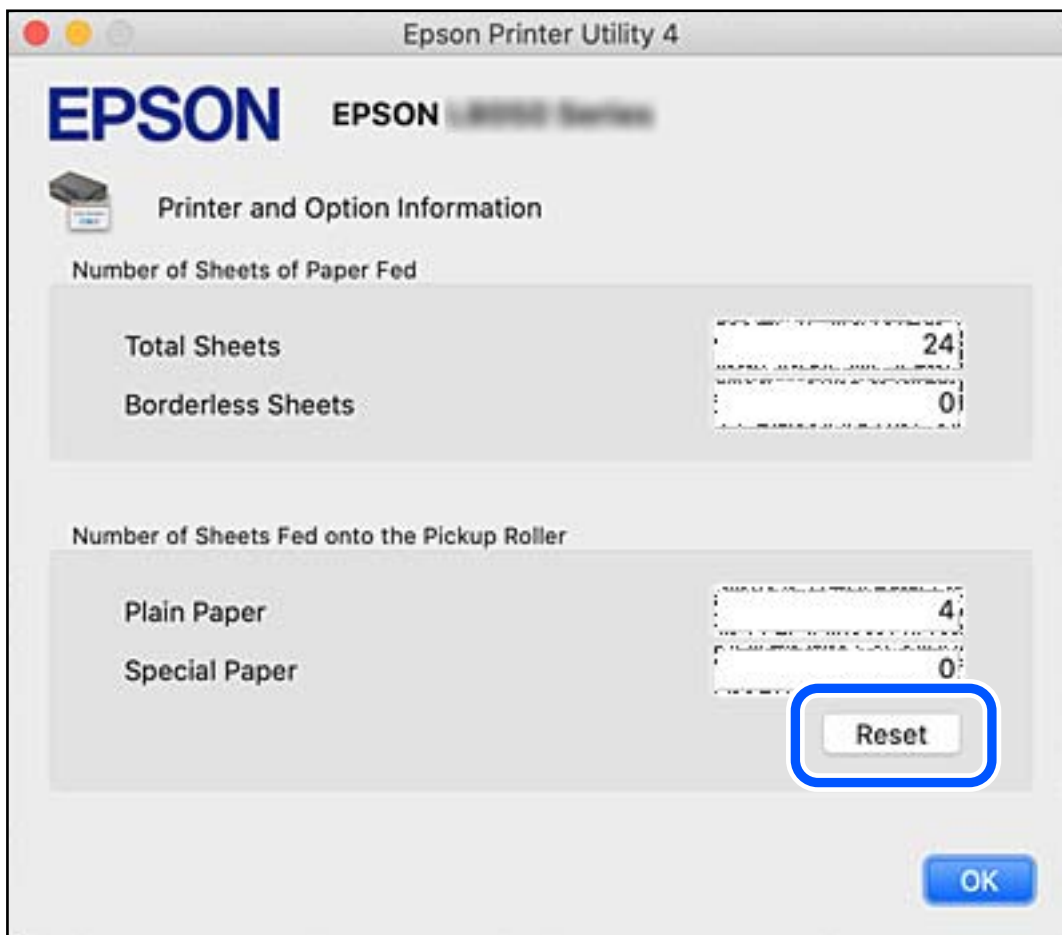 Epson Printer Utility 4
EPSON EPSON
Printer and Option Information
Number of Sheets of Paper Fed
Total Sheets 24
Borderless Sheets 0
Number of Sheets Fed onto the Pickup Roller
Plain Paper 4
Special Paper 0
Reset
OK